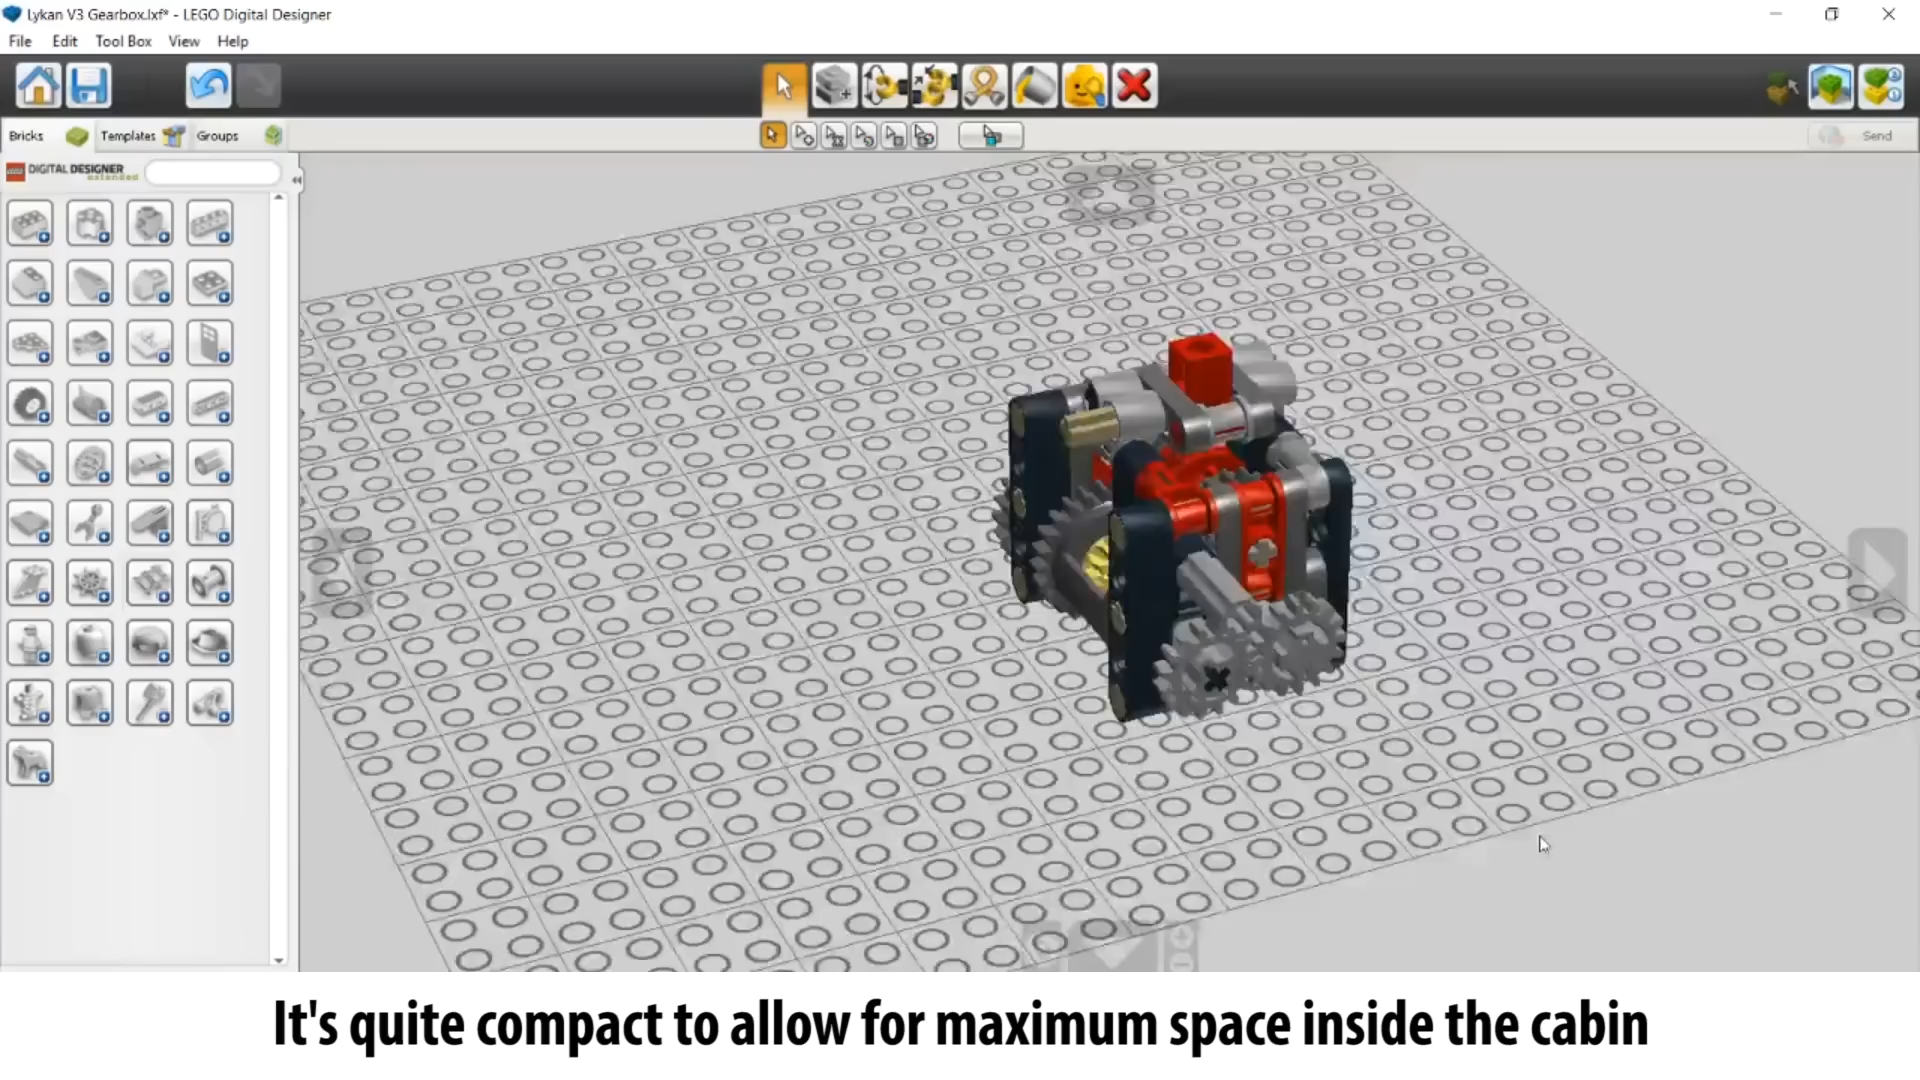 Lykan V3 Gearbox.lxf* - LEGO Digital Designer
File Edit Tool Box View Help
Bricks Templates Groups
Send
DIGITAL DESIGNER
extended
It's quite compact to allow for maximum space inside the cabin